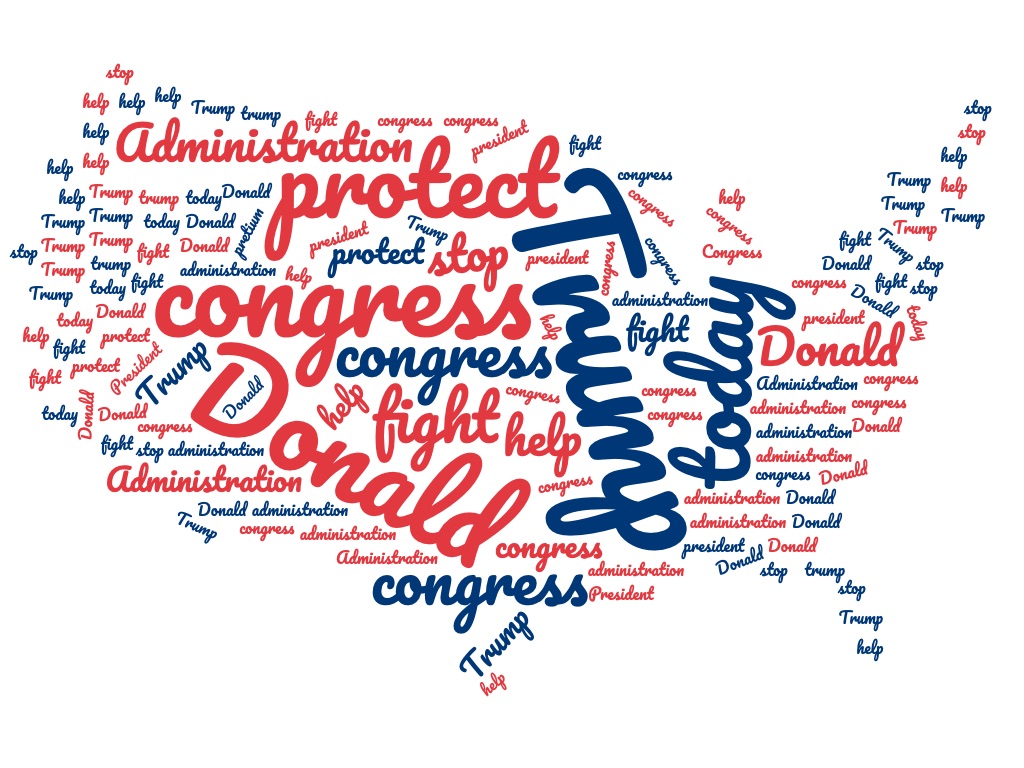 stop
help help help Trump trump fight congress congress president fight stop
help Administration stop
help help protect congress help
help Trump trump today Donald congress help Trump help
Trump Trump today Donald pretium president Trump Trump congress Trump Trump
stop Trump Trump fight Donald protect stop president congress congress Congress fight Trump
Trump trump administration help Donald stop
Trump today fight congress administration today congress Donald fight stop
today Donald help fight president today
help fight protect congress Donald
fight protect President Trump Donald Donald help congress congress Administration congress
today Donald Donald fight help congress administration congress
congress administration Donald
fight stop administration administration
Administration congress congress Donald
Donald administration administration Donald
Trump congress administration administration Donald
Administration congress president Donald Donald
congress administration stop trump
President stop
Trump Trump
help help